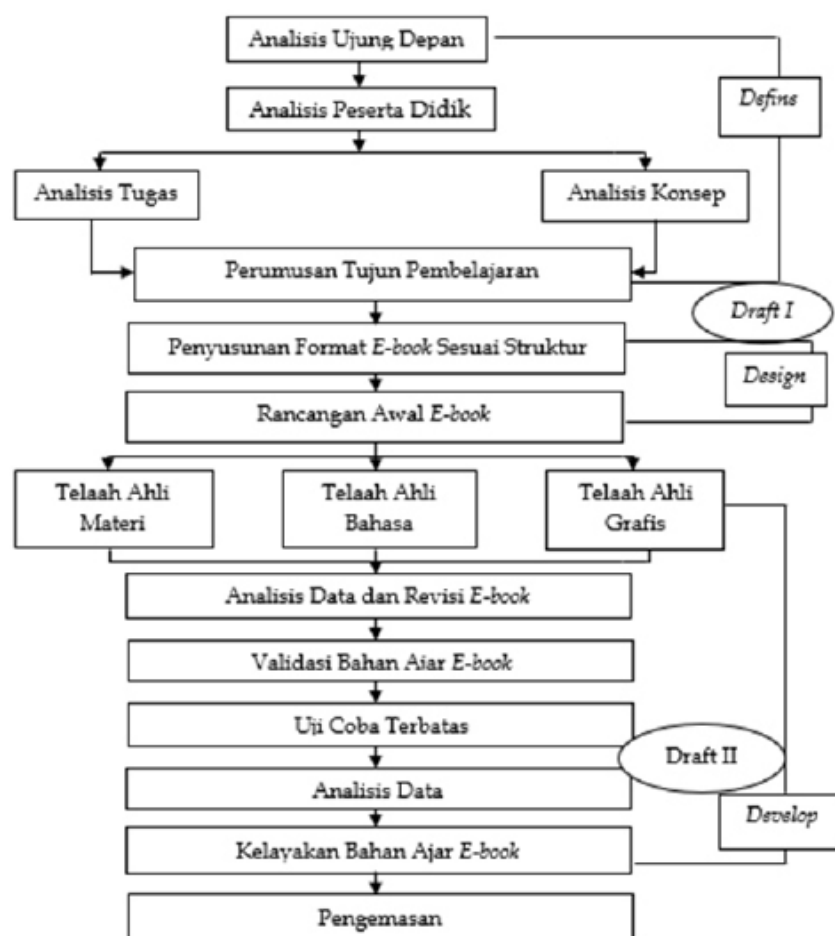 Analisis Ujung Depan
Define
Analisis Peserta Didik
Analisis Tugas
Analisis Konsep
Perumusan Tujun Pembelajaran
Draft I
Penyusunan Format E-book Sesuai Struktur
Design
Rancangan Awal E-book
Telaah Ahli
Materi
Telaah Ahli
Bahasa
Telaah Ahli
Grafis
Analisis Data dan Revisi E-book
Validasi Bahan Ajar E-book
Uji Coba Terbatas
Draft II
Analisis Data
Develop
Kelayakan Bahan Ajar E-book
Pengemasan